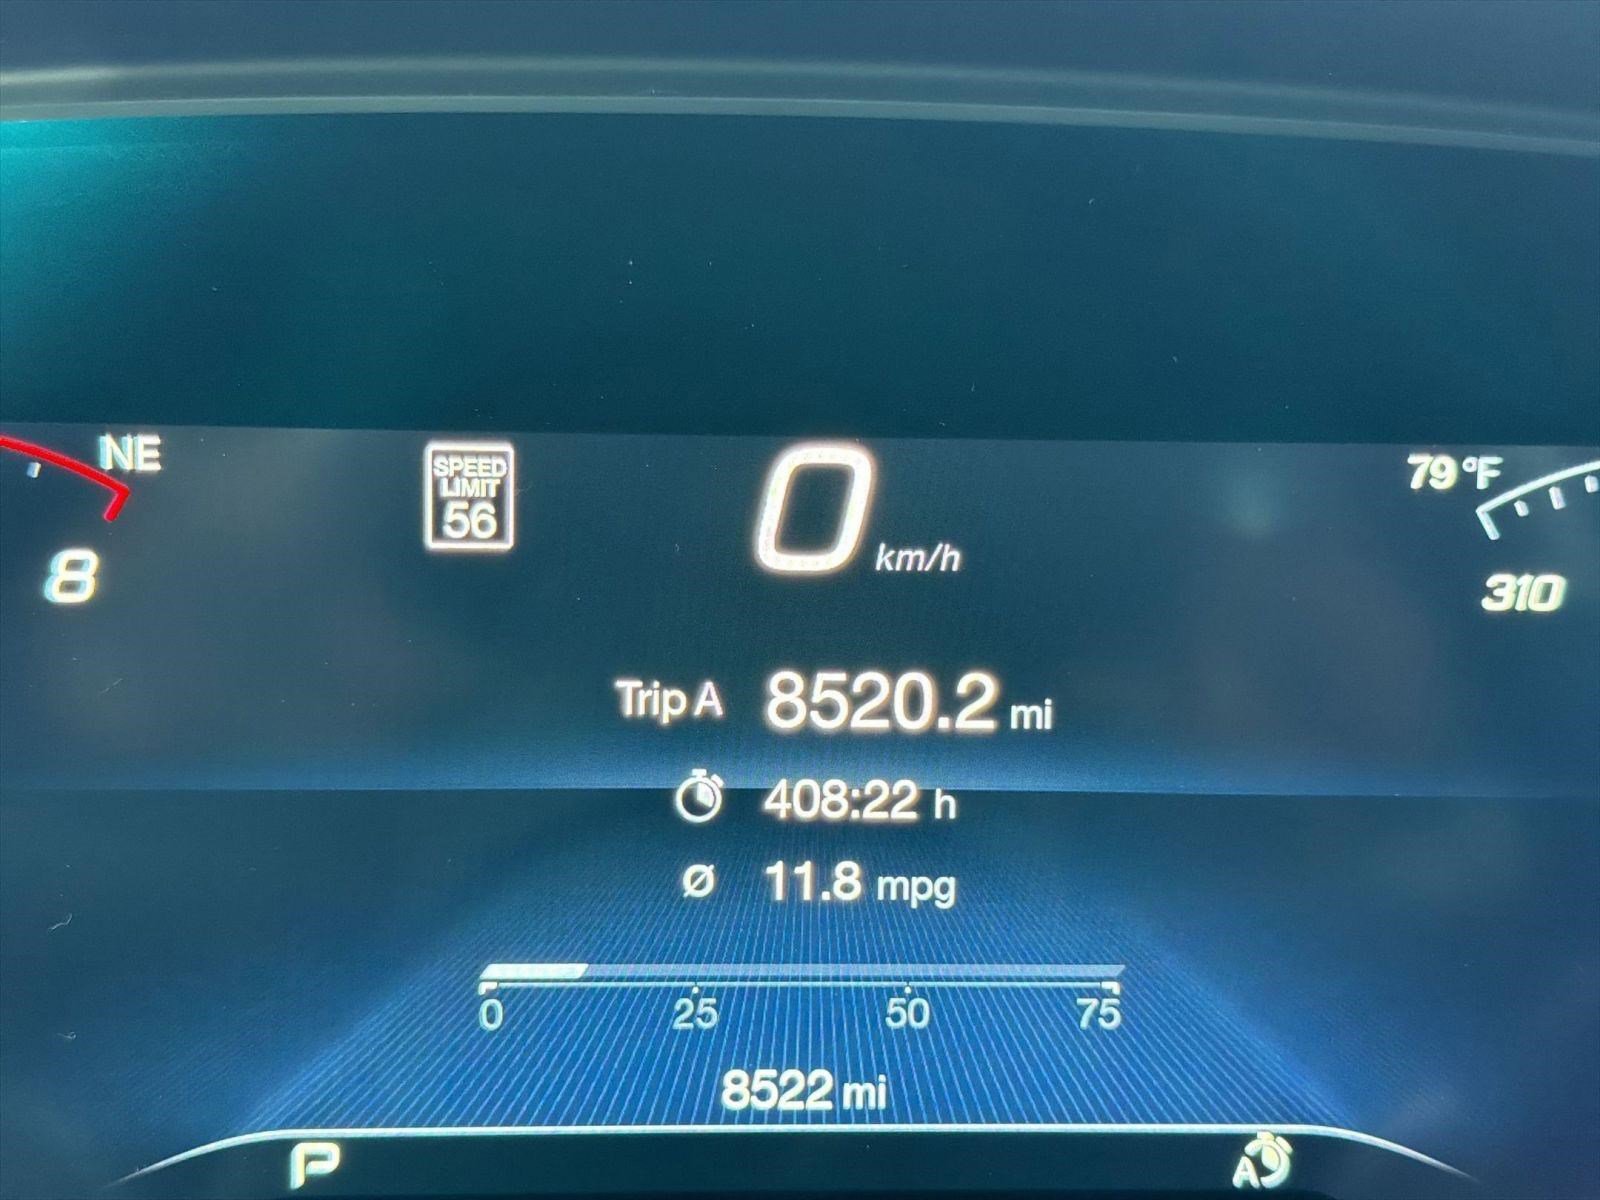 NE
SPEED
LIMIT
56
0 km/h
79 °F
8
310
Trip A 8520.2 mi
408:22 h
Ø 11.8 mpg
0 25 50 75
8522 mi
P
A